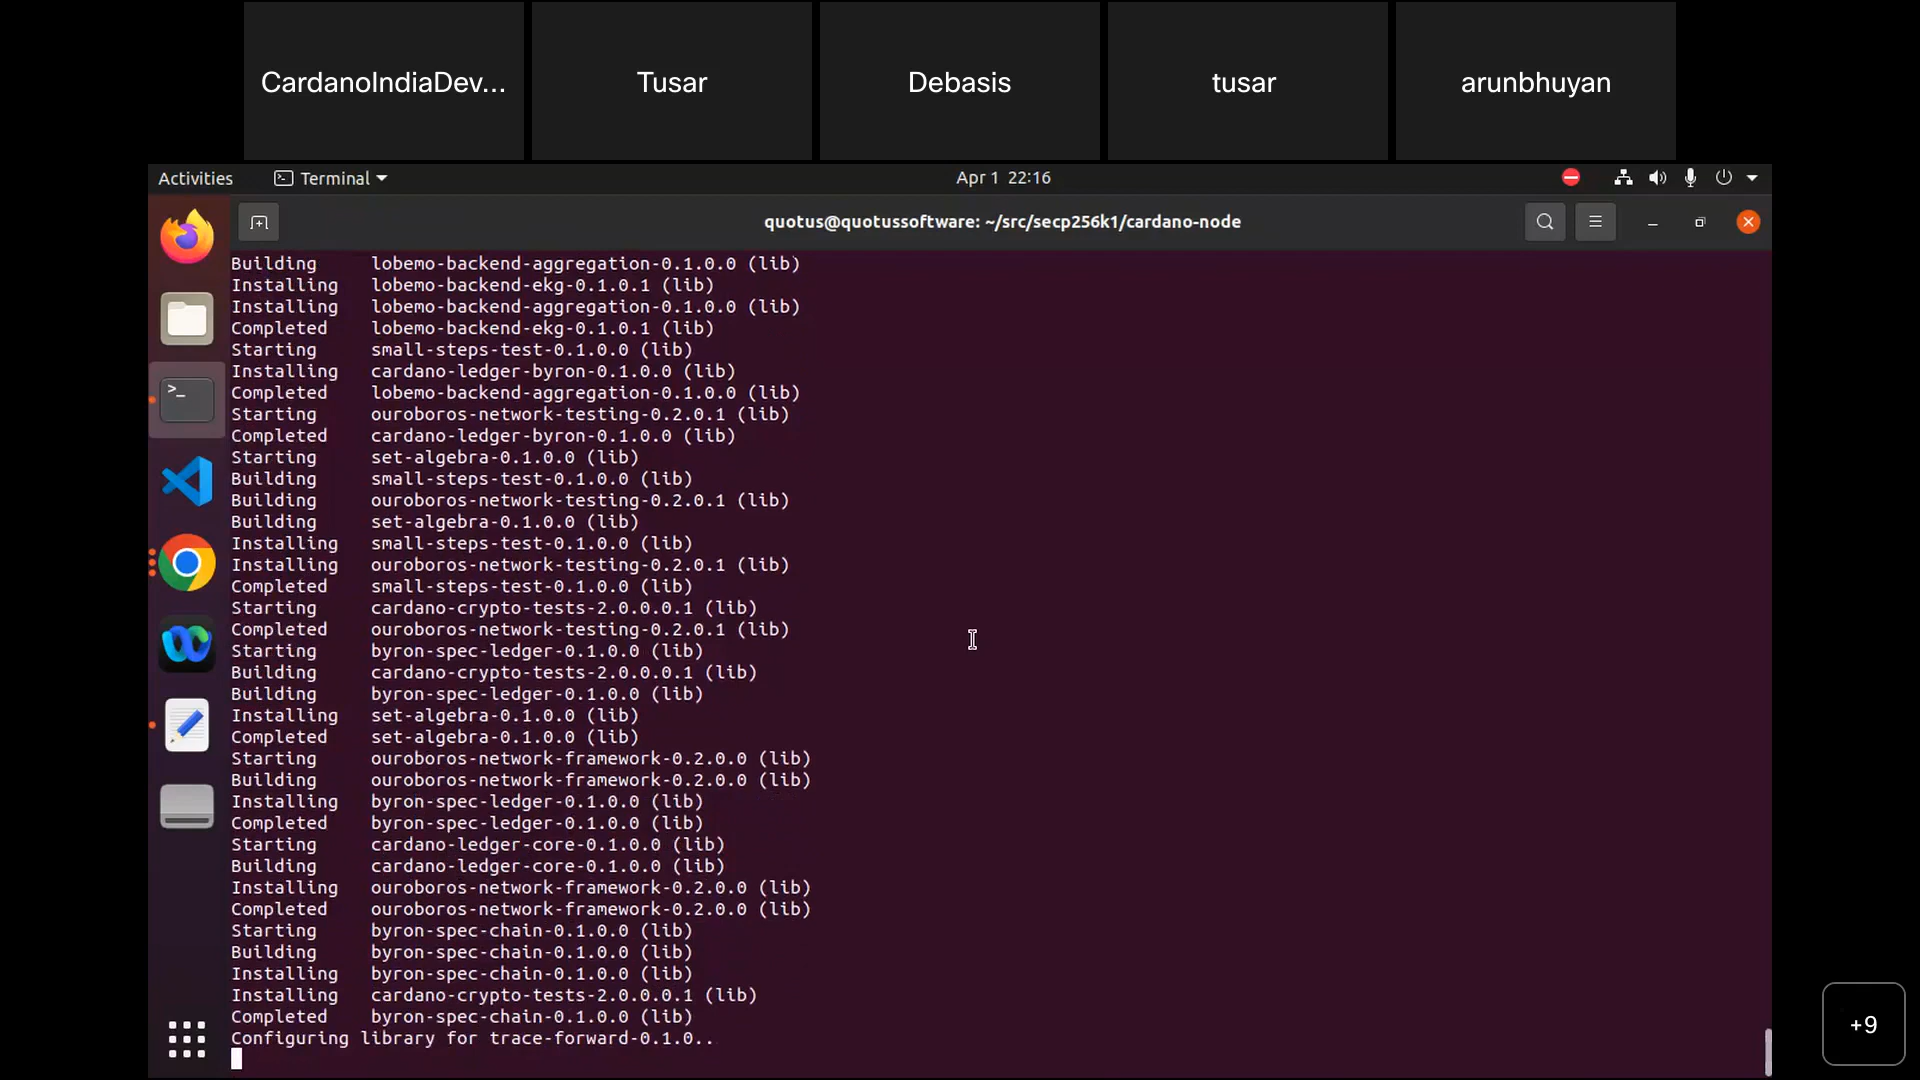 CardanoIndiaDev...
Tusar
Debasis
tusar
arunbhuyan
Activities
Terminal
Apr 1 22:16
quotus@quotussoftware: ~/src/secp256k1/cardano-node
Building lobemo-backend-aggregation-0.1.0.0 (lib)
Installing lobemo-backend-ekg-0.1.0.1 (lib)
Installing lobemo-backend-aggregation-0.1.0.0 (lib)
Completed lobemo-backend-ekg-0.1.0.1 (lib)
Starting small-steps-test-0.1.0.0 (lib)
Installing cardano-ledger-byron-0.1.0.0 (lib)
Completed lobemo-backend-aggregation-0.1.0.0 (lib)
Starting ouroboros-network-testing-0.2.0.1 (lib)
Completed cardano-ledger-byron-0.1.0.0 (lib)
Starting set-algebra-0.1.0.0 (lib)
Building small-steps-test-0.1.0.0 (lib)
Building ouroboros-network-testing-0.2.0.1 (lib)
Building set-algebra-0.1.0.0 (lib)
Installing small-steps-test-0.1.0.0 (lib)
Installing ouroboros-network-testing-0.2.0.1 (lib)
Completed small-steps-test-0.1.0.0 (lib)
Starting cardano-crypto-tests-2.0.0.0.1 (lib)
Completed ouroboros-network-testing-0.2.0.1 (lib)
Starting byron-spec-ledger-0.1.0.0 (lib)
Building cardano-crypto-tests-2.0.0.0.1 (lib)
Building byron-spec-ledger-0.1.0.0 (lib)
Installing set-algebra-0.1.0.0 (lib)
Completed set-algebra-0.1.0.0 (lib)
Starting ouroboros-network-framework-0.2.0.0 (lib)
Building ouroboros-network-framework-0.2.0.0 (lib)
Installing byron-spec-ledger-0.1.0.0 (lib)
Completed byron-spec-ledger-0.1.0.0 (lib)
Starting cardano-ledger-core-0.1.0.0 (lib)
Building cardano-ledger-core-0.1.0.0 (lib)
Installing ouroboros-network-framework-0.2.0.0 (lib)
Completed ouroboros-network-framework-0.2.0.0 (lib)
Starting byron-spec-chain-0.1.0.0 (lib)
Building byron-spec-chain-0.1.0.0 (lib)
Installing byron-spec-chain-0.1.0.0 (lib)
Installing cardano-crypto-tests-2.0.0.0.1 (lib)
Completed byron-spec-chain-0.1.0.0 (lib)
Configuring library for trace-forward-0.1.0..
+9